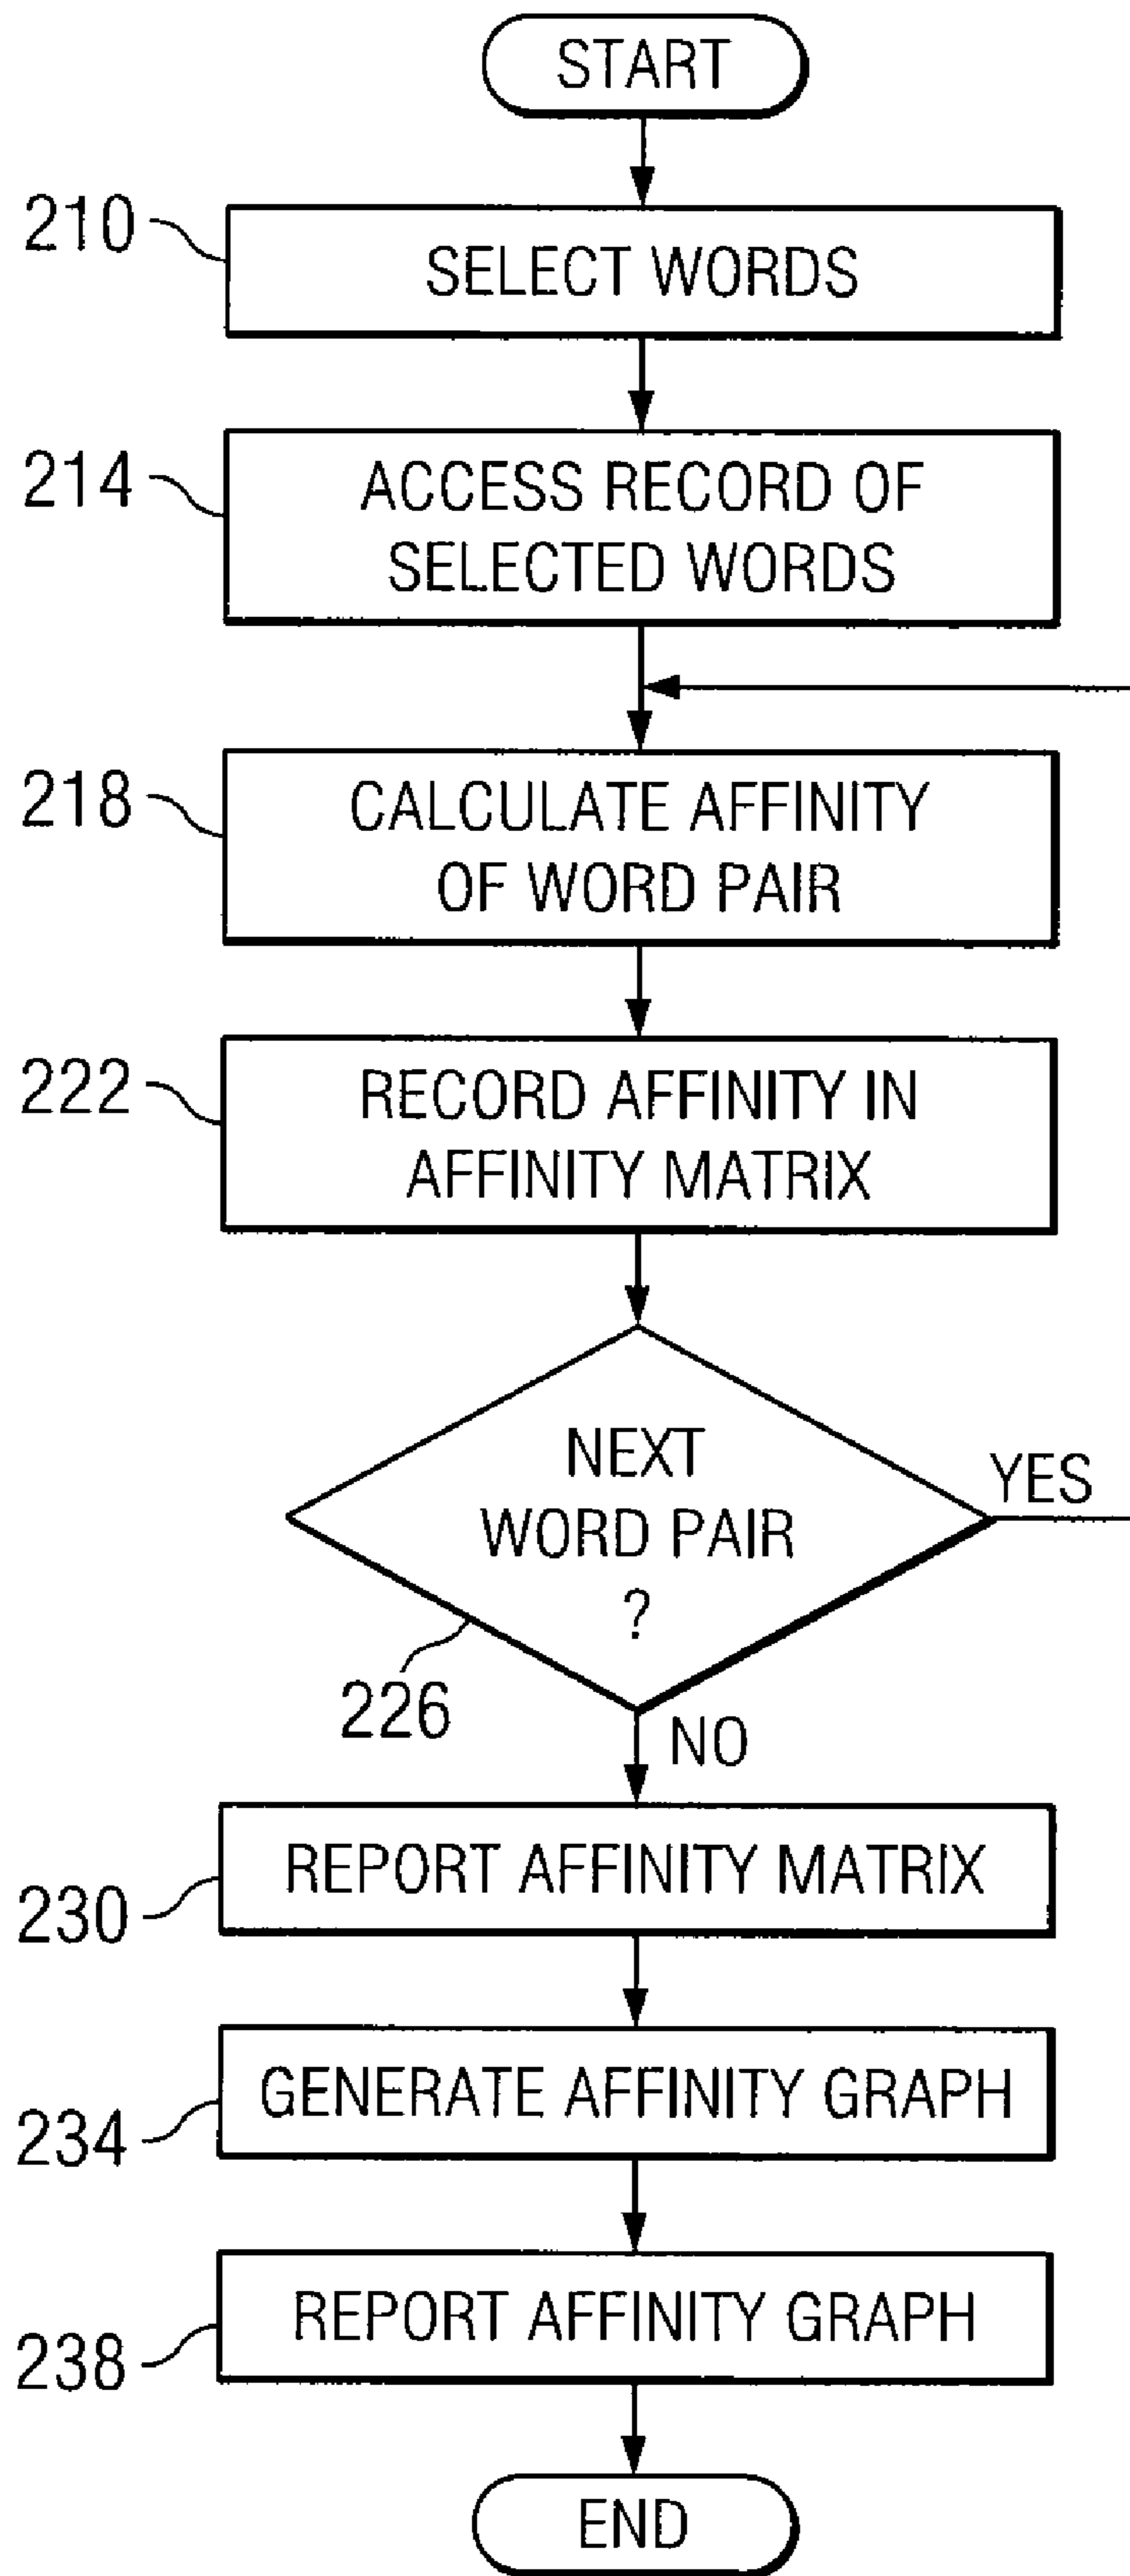 START
210
SELECT WORDS
214
ACCESS RECORD OF
SELECTED WORDS
218
CALCULATE AFFINITY
OF WORD PAIR
222
RECORD AFFINITY IN
AFFINITY MATRIX
NEXT
WORD PAIR
?
YES
226
NO
230
REPORT AFFINITY MATRIX
234
GENERATE AFFINITY GRAPH
238
REPORT AFFINITY GRAPH
END